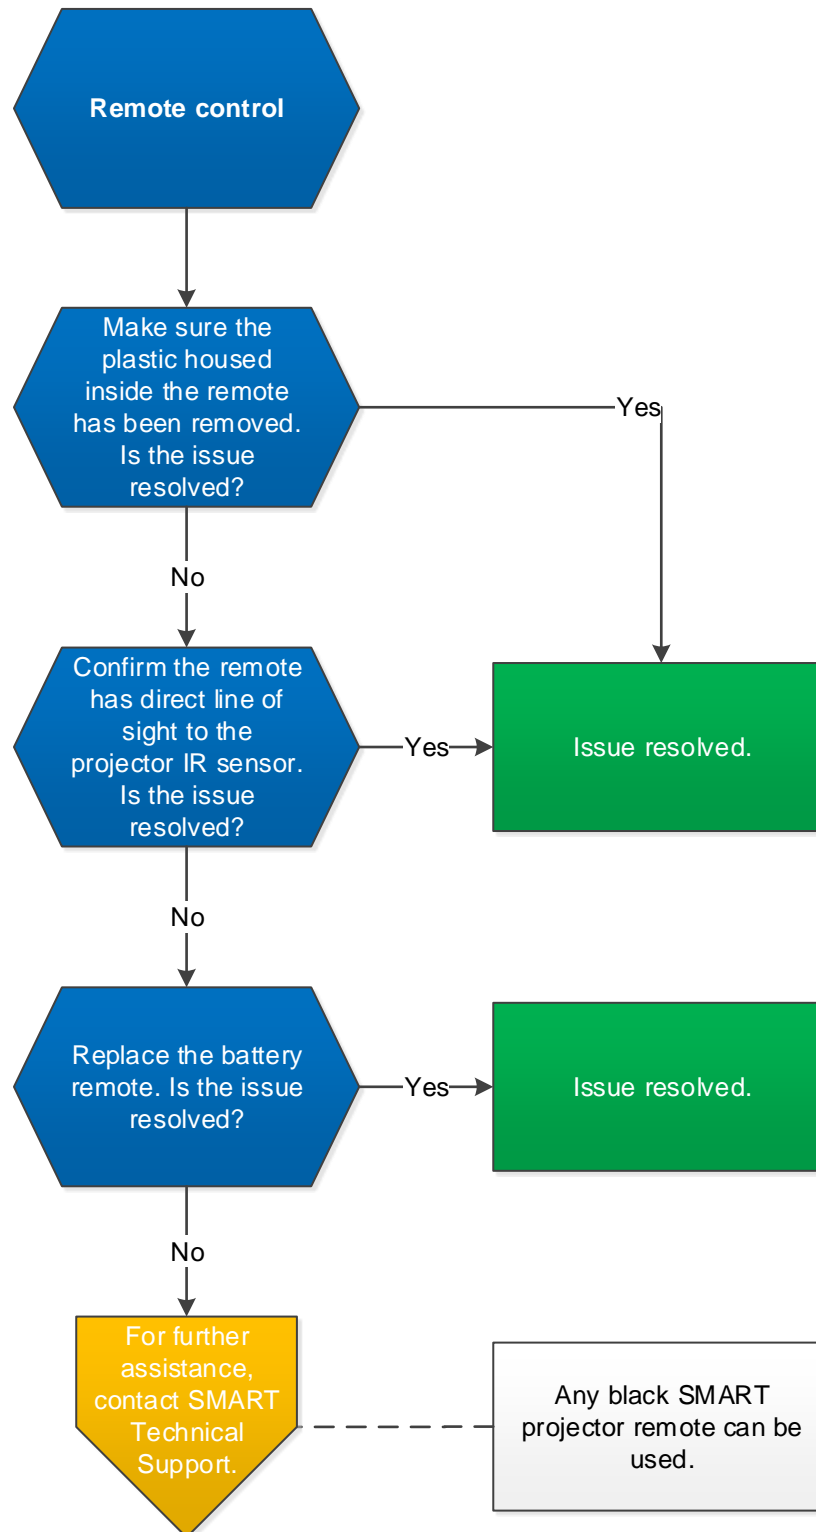 Remote control
Make sure the
plastic housed
inside the remote
has been removed.
Is the issue
resolved?
Yes
No
Confirm the remote
has direct line of
sight to the
projector IR sensor.
Is the issue
resolved?
Yes
Issue resolved.
No
Replace the battery
remote. Is the issue
resolved?
Yes
Issue resolved.
No
For further
assistance,
contact SMART
Technical
Support.
Any black SMART
projector remote can be
used.